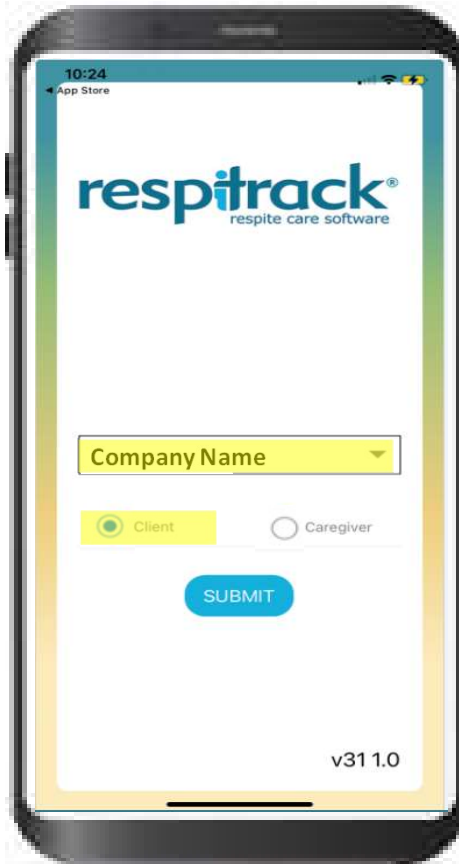 10:24
◀ App Store
respitrack®
respite care software
Company Name
Client Caregiver
SUBMIT
v31 1.0